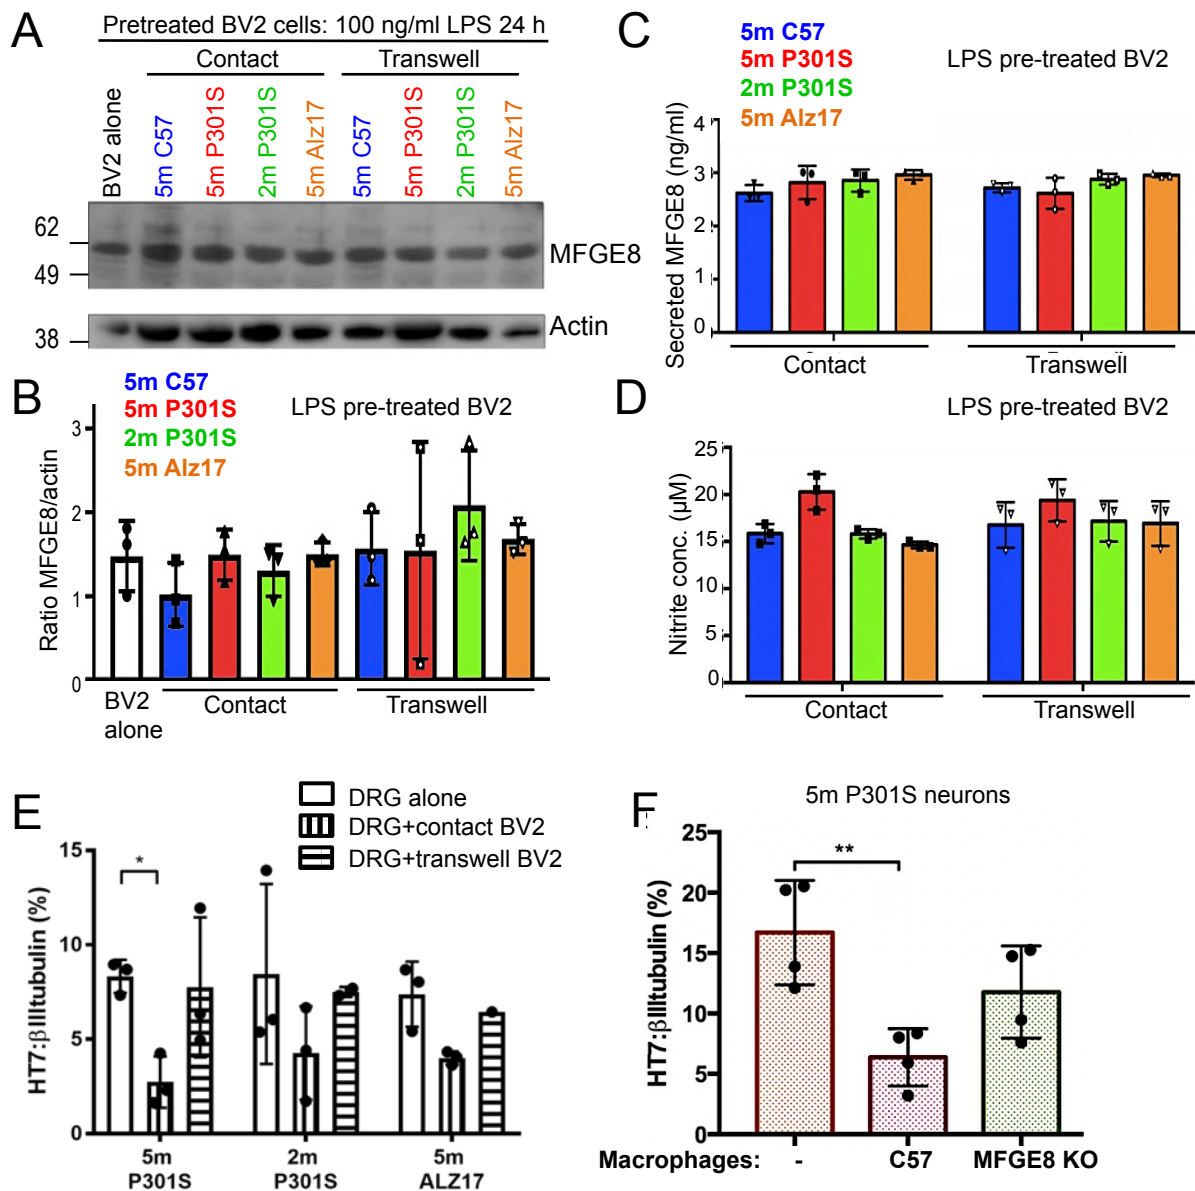 A
Pretreated BV2 cells: 100 ng/ml LPS 24 h
Contact
Transwell
BV2 alone
5m C57
5m P301S
2m P301S
5m Alz17
5m C57
5m P301S
2m P301S
5m Alz17
62
49
MFGE8
38
Actin
B
5m C57
5m P301S
2m P301S
5m Alz17
LPS pre-treated BV2
Ratio MFGE8/actin
3
2
1
0
BV2
alone
Contact
Transwell
C
5m C57
5m P301S
2m P301S
5m Alz17
LPS pre-treated BV2
Secreted MFGE8 (ng/ml)
4
3
2
1
0
Contact
Transwell
D
LPS pre-treated BV2
Nitrite conc. (µM)
25
20
15
10
5
0
Contact
Transwell
E
DRG alone
DRG+contact BV2
DRG+transwell BV2
HT7:βIIItubulin (%)
15
10
5
0
*
5m
P301S
2m
P301S
5m
ALZ17
F
5m P301S neurons
HT7:βIIItubulin (%)
25
20
15
10
5
0
**
Macrophages: - C57 MFGE8 KO